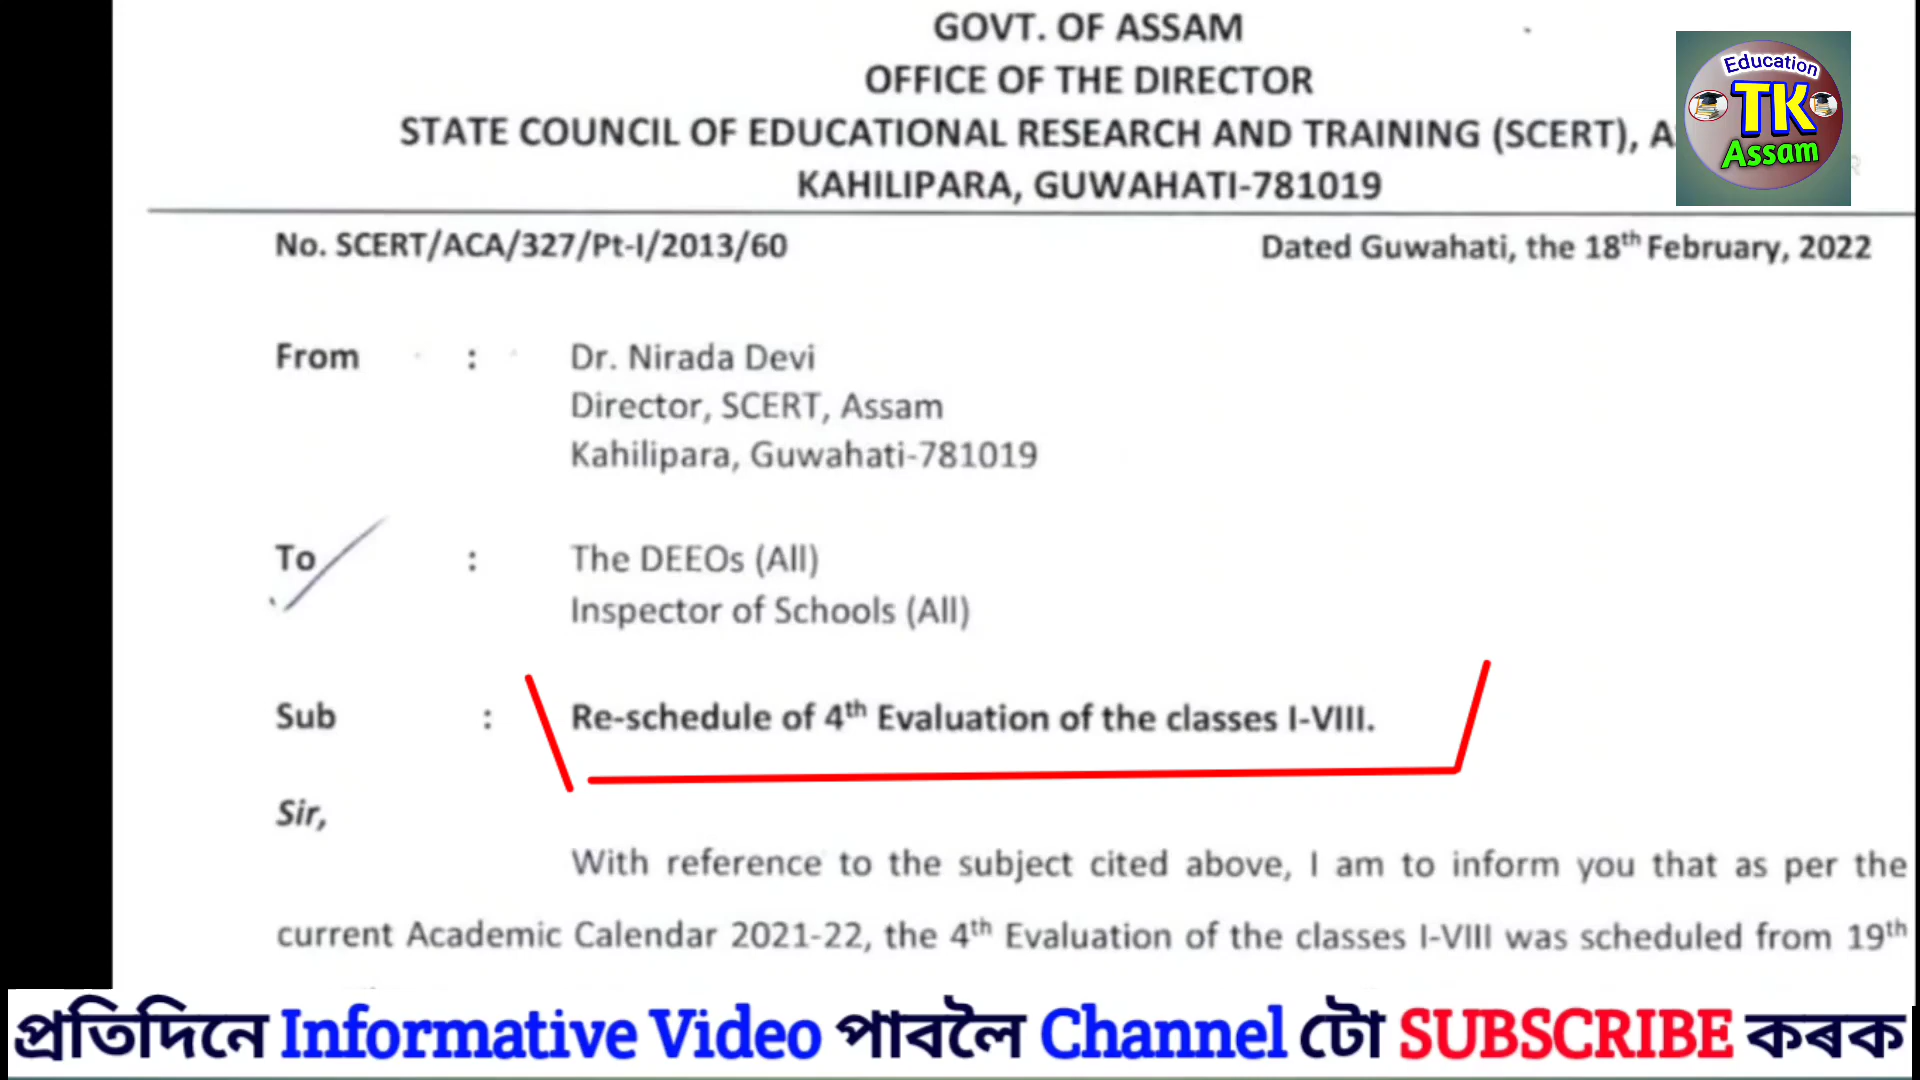 GOVT. OF ASSAM
OFFICE OF THE DIRECTOR
STATE COUNCIL OF EDUCATIONAL RESEARCH AND TRAINING (SCERT),
KAHILIPARA, GUWAHATI-781019
Education
TK
Assam
No. SCERT/ACA/327/Pt-I/2013/60 Dated Guwahati, the 18th February, 2022
From : Dr. Nirada Devi
Director, SCERT, Assam
Kahilipara, Guwahati-781019
To : The DEEOs (All)
Inspector of Schools (All)
Sub : Re-schedule of 4th Evaluation of the classes I-VIII.
Sir,
With reference to the subject cited above, I am to inform you that as per the
current Academic Calendar 2021-22, the 4th Evaluation of the classes I-VIII was scheduled from 19th
প্ৰতিদিনে Informative Video পাবলৈ Channel টো SUBSCRIBE কৰক